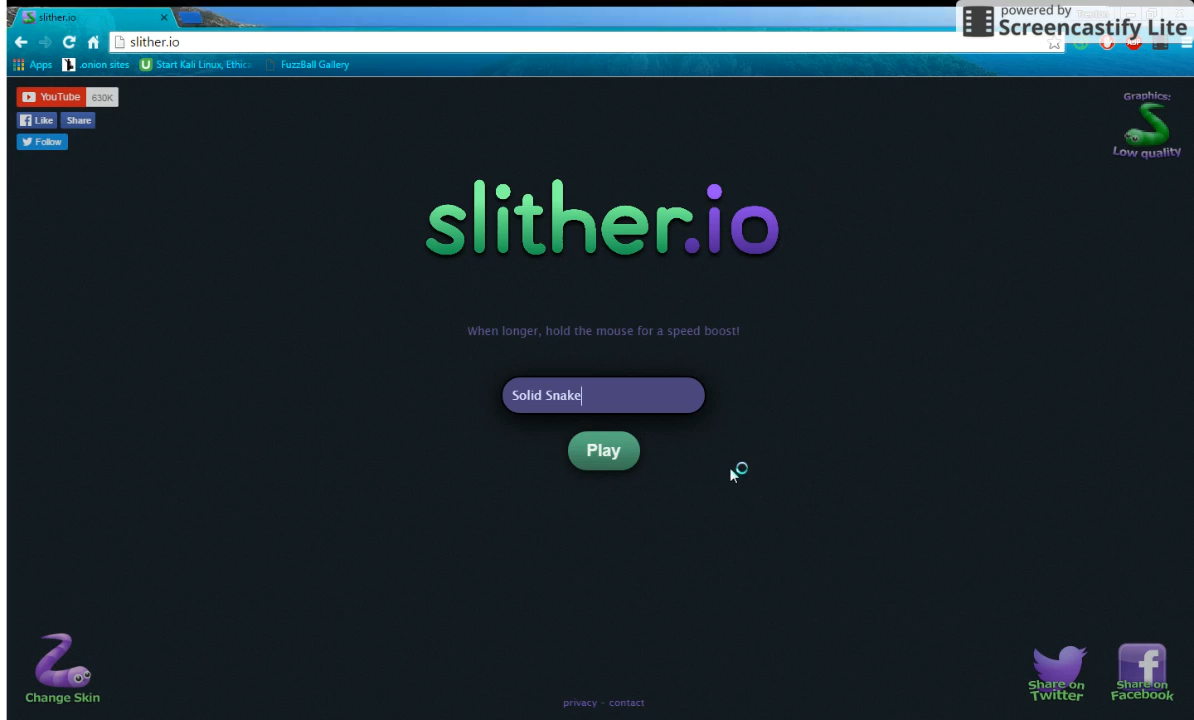 slither.io
powered by
Screencastify Lite
slither.io
Apps
.onion sites
Start Kali Linux, Ethic
FuzzBall Gallery
YouTube 630K
Like Share
Follow
Graphics:
Low quality
slither.io
When longer, hold the mouse for a speed boost!
Solid Snake
Play
Change Skin
privacy - contact
Share on
Twitter
Share on
Facebook